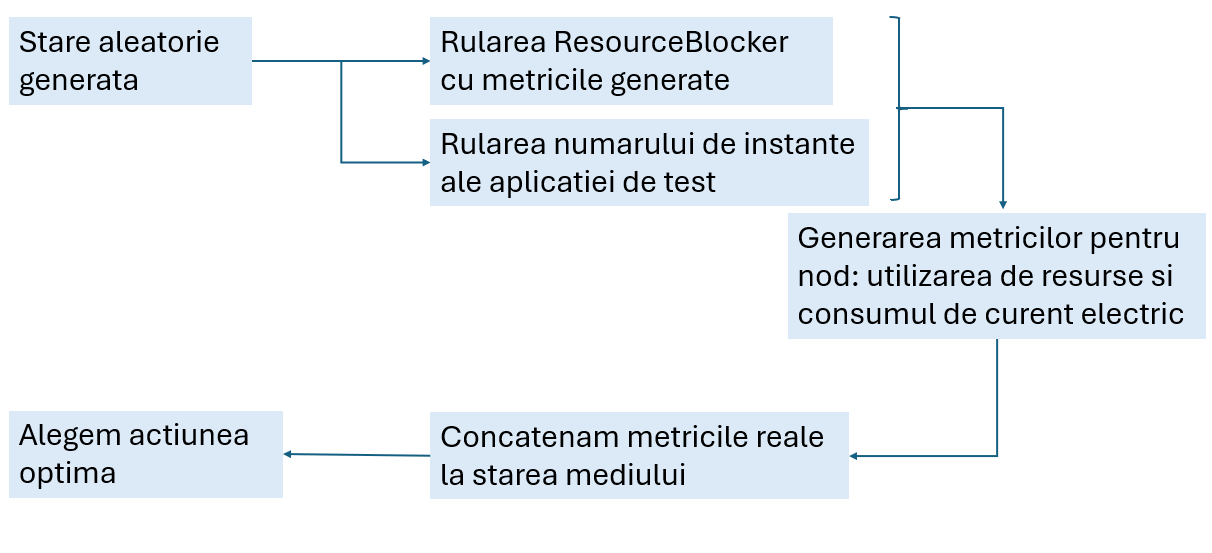 Stare aleatorie
generata
Rularea ResourceBlocker
cu metricile generate
Rularea numarului de instante
ale aplicatiei de test
Generarea metricilor pentru
nod: utilizarea de resurse si
consumul de curent electric
Concatenam metricile reale
la starea mediului
Alegem actiunea
optima